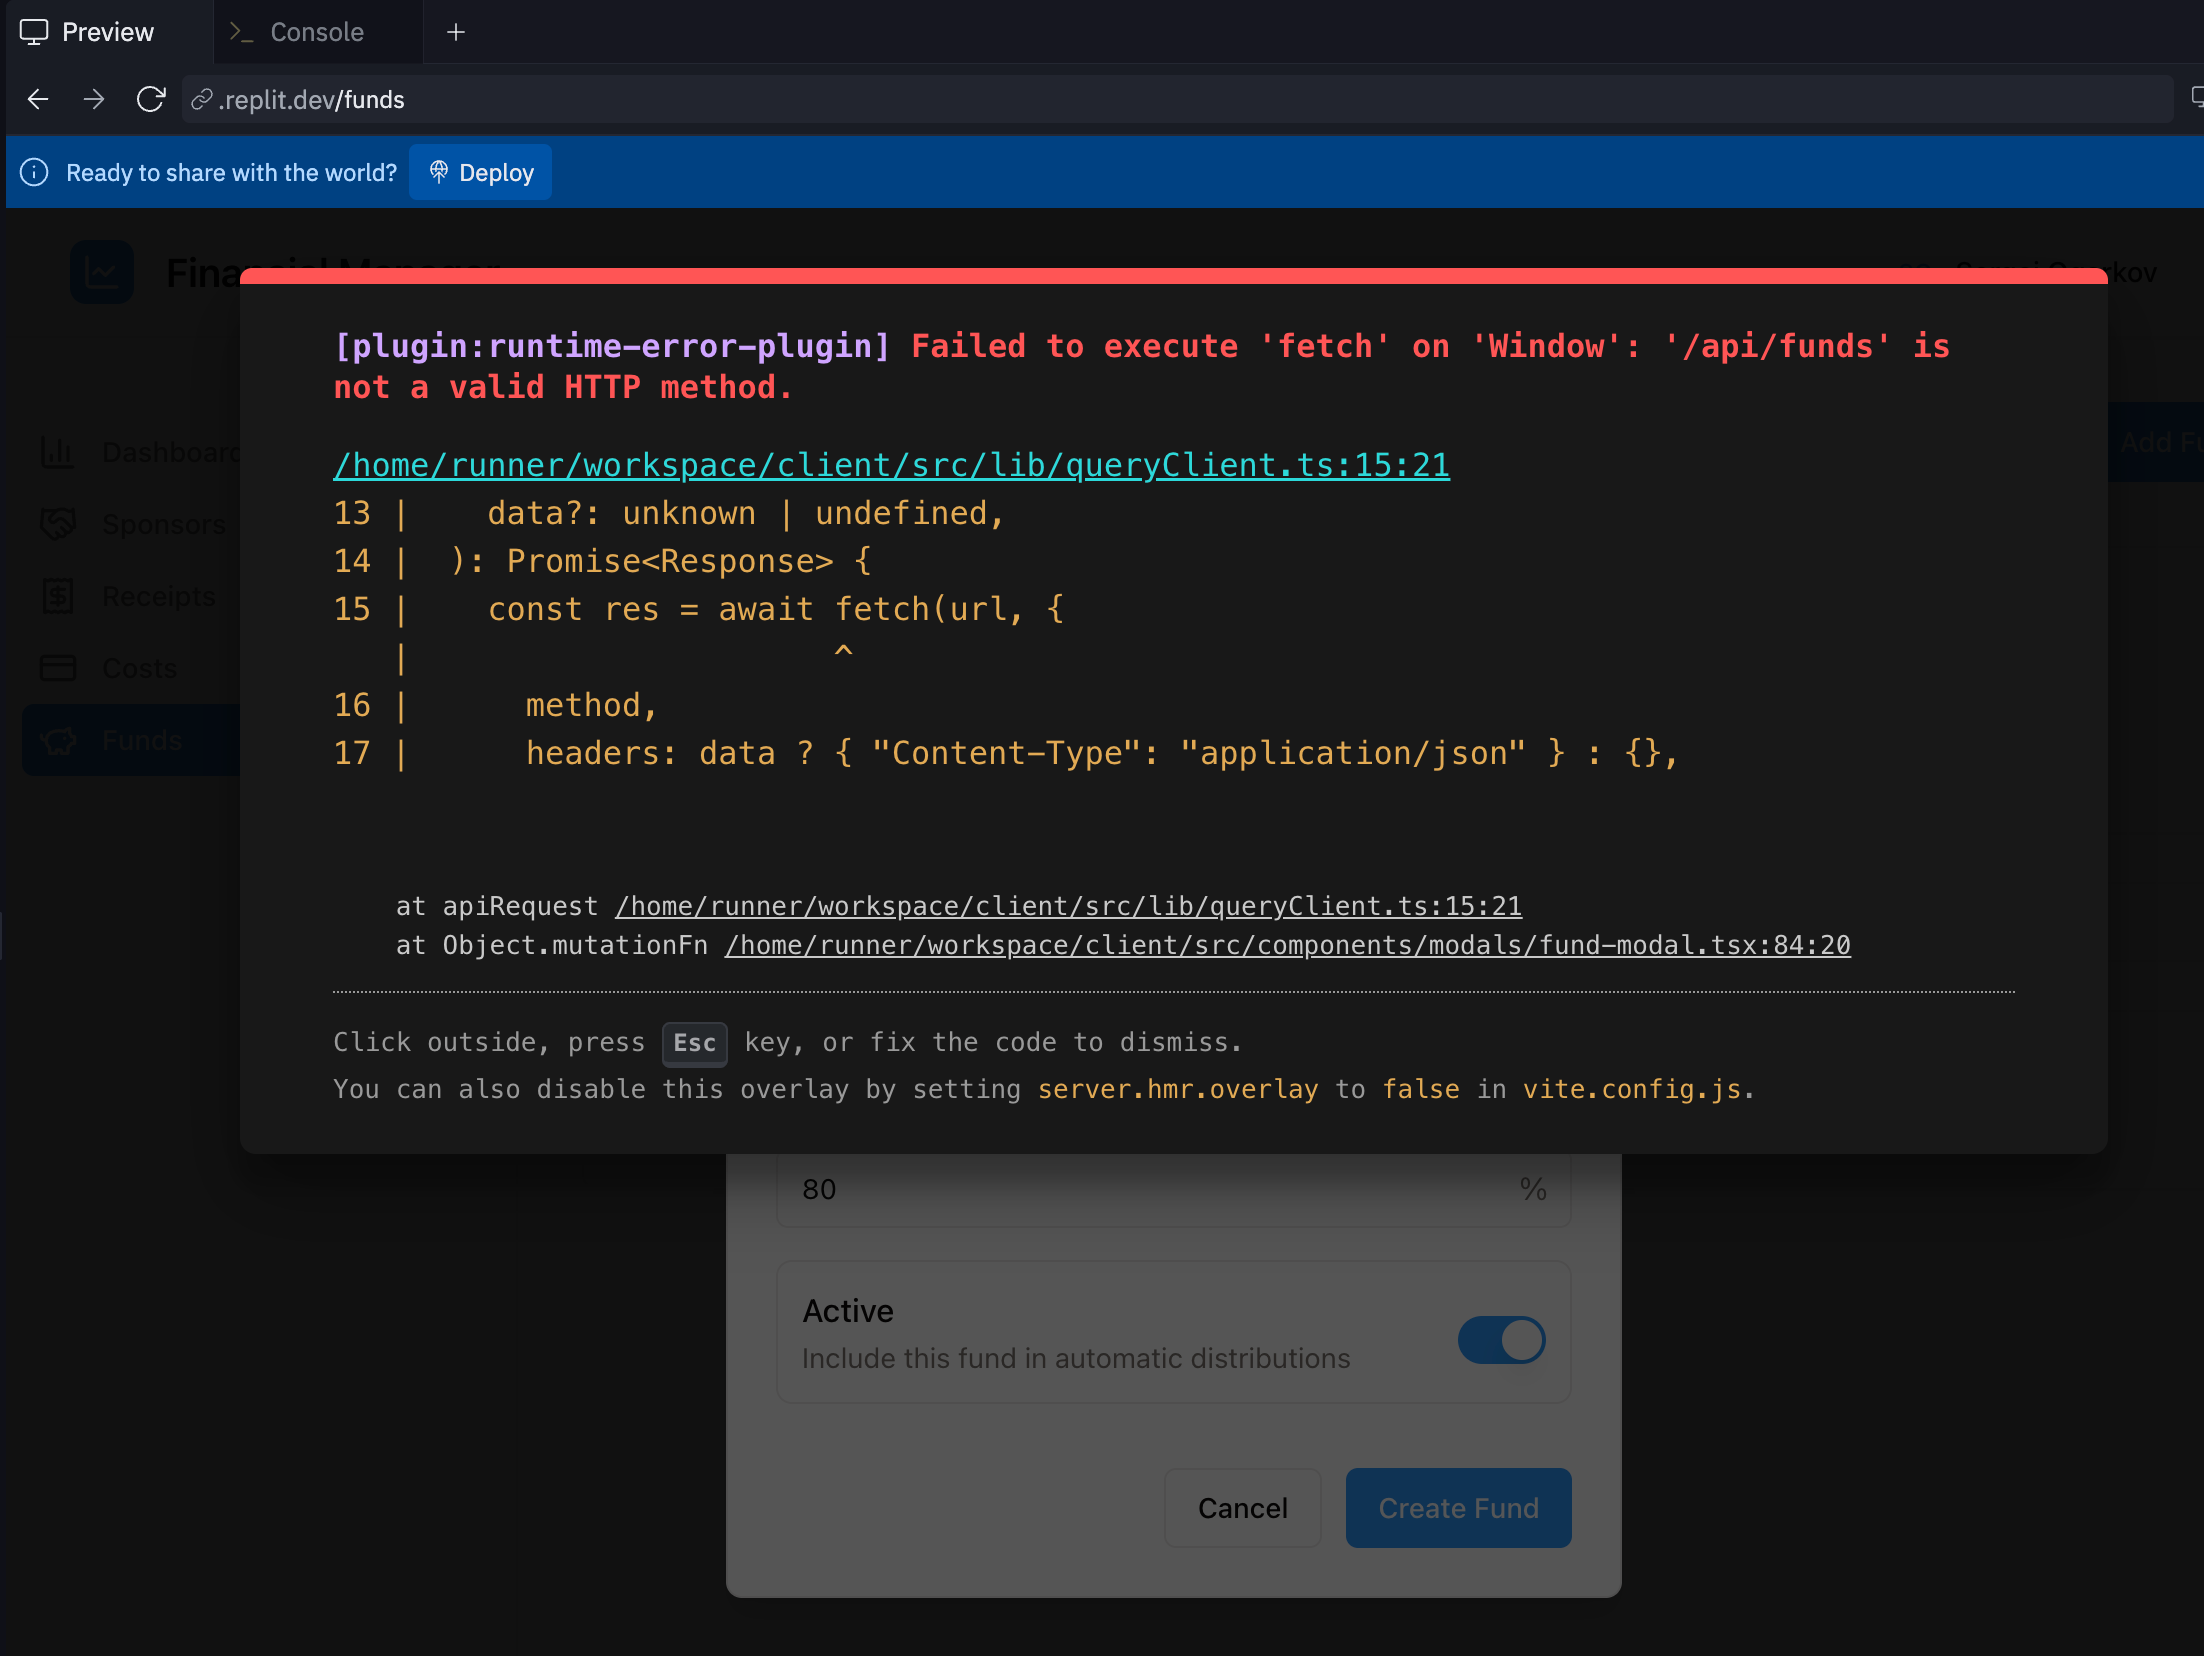 Preview
Console
.replit.dev/funds
Ready to share with the world?
Deploy
[plugin:runtime-error-plugin] Failed to execute 'fetch' on 'Window': '/api/funds' is
not a valid HTTP method.
/home/runner/workspace/client/src/lib/queryClient.ts:15:21
13 |    data?: unknown | undefined,
14 |  ): Promise<Response> {
15 |    const res = await fetch(url, {
   |                      ^
16 |      method,
17 |      headers: data ? { "Content-Type": "application/json" } : {},
at apiRequest /home/runner/workspace/client/src/lib/queryClient.ts:15:21
at Object.mutationFn /home/runner/workspace/client/src/components/modals/fund-modal.tsx:84:20
Click outside, press Esc key, or fix the code to dismiss.
You can also disable this overlay by setting server.hmr.overlay to false in vite.config.js.
Dashboard
Sponsors
Receipts
Costs
Funds
Add
80 %
Active
Include this fund in automatic distributions
Cancel
Create Fund